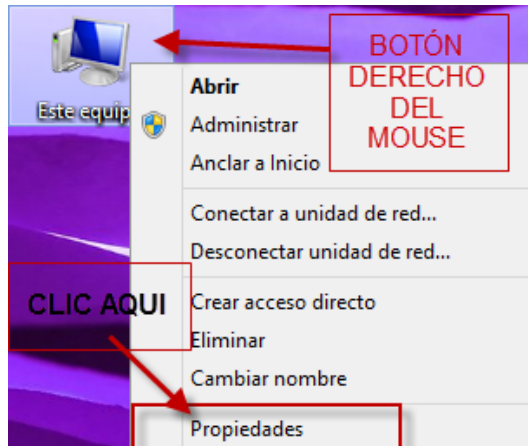 BOTÓN
DERECHO
DEL
MOUSE
Este equip
Abrir
Administrar
Anclar a Inicio
Conectar a unidad de red...
Desconectar unidad de red...
CLIC AQUI
Crear acceso directo
Eliminar
Cambiar nombre
Propiedades